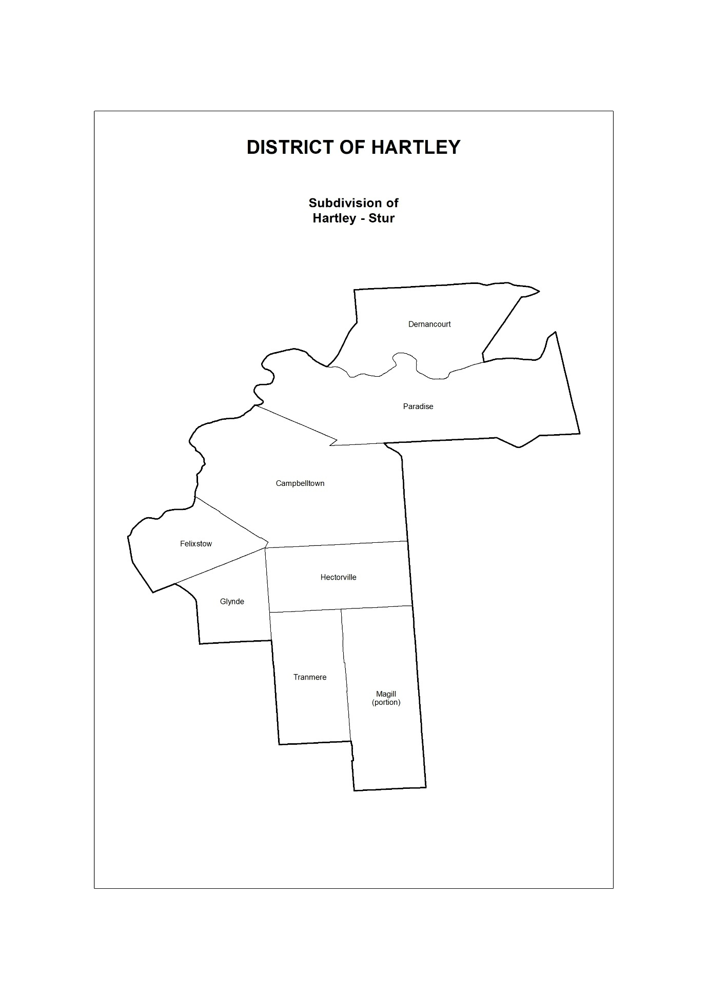 DISTRICT OF HARTLEY
Subdivision of
Hartley - Stur
Dernancourt
Paradise
Campbelltown
Felixstow
Hectorville
Glynde
Tranmere
Magill
(portion)